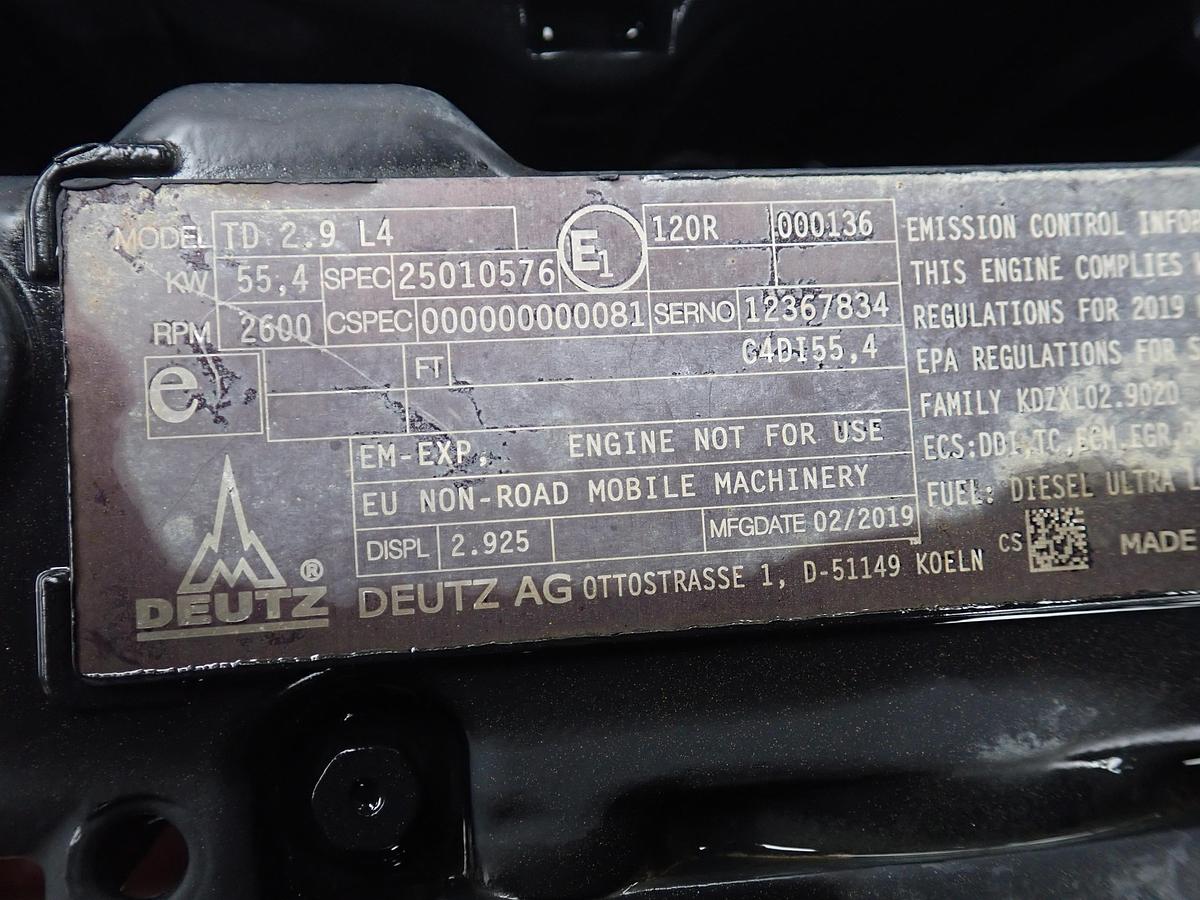 MODEL TD 2.9 L4 E1 120R 000136
KW 55,4 SPEC 25010576
RPM 2600 CSPEC 000000000081 SERNO 12367834
e FT C4DI55,4
EM-EXP, ENGINE NOT FOR USE
EU NON-ROAD MOBILE MACHINERY
DISPL 2.925 MFGDATE 02/2019
DEUTZ ®
DEUTZ AG OTTOSTRASSE 1, D-51149 KOELN
EMISSION CONTROL
THIS ENGINE COMPLIES
REGULATIONS FOR 2019
EPA REGULATIONS FOR
FAMILY KDZXL02.9020
ECS:DDI,TC,ECM,EGR,
FUEL: DIESEL ULTRA
CS MADE